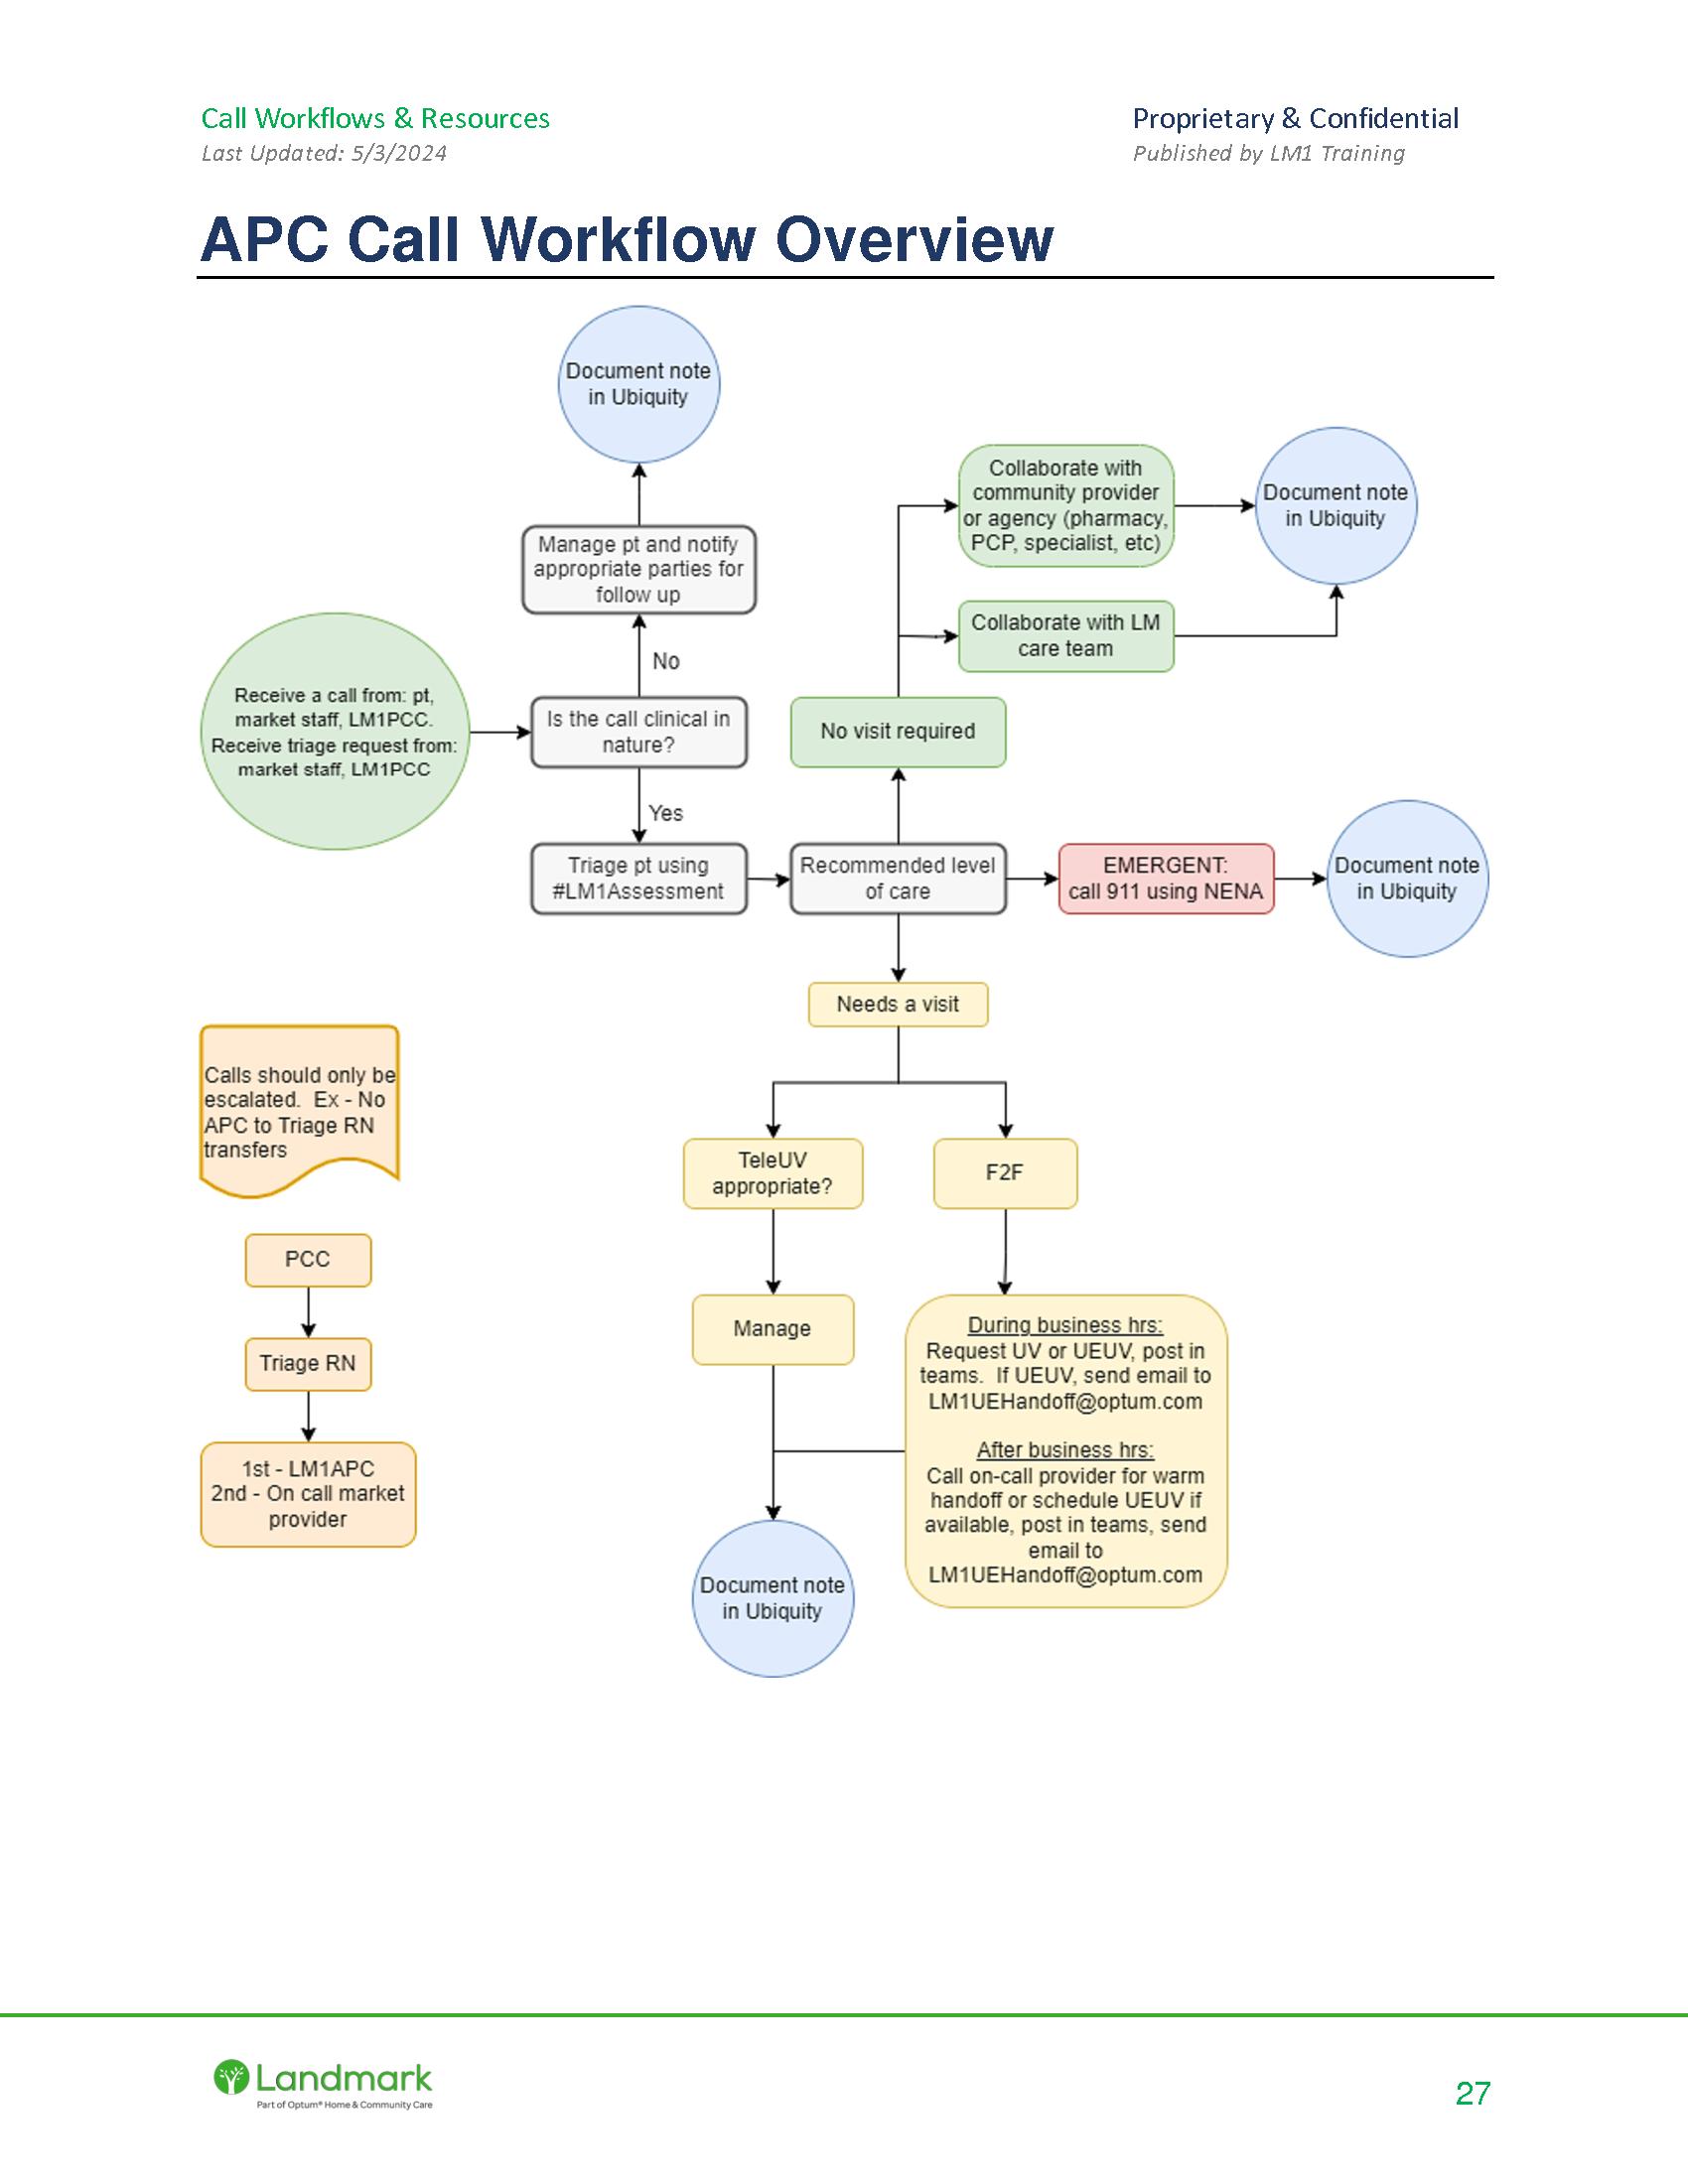 Call Workflows & Resources
Proprietary & Confidential
Last Updated: 5/3/2024
Published by LM1 Training
APC Call Workflow Overview
Document note
in Ubiquity
Collaborate with
community provider
or agency (pharmacy,
PCP, specialist, etc)
Document note
in Ubiquity
Manage pt and notify
appropriate parties for
follow up
Collaborate with LM
care team
No
Receive a call from: pt,
market staff, LM1PCC.
Receive triage request from:
market staff, LM1PCC
Is the call clinical in
nature?
No visit required
Yes
Triage pt using
#LM1Assessment
Recommended level
of care
EMERGENT:
call 911 using NENA
Document note
in Ubiquity
Needs a visit
Calls should only be
escalated.  Ex - No
APC to Triage RN
transfers
TeleUV
appropriate?
F2F
PCC
Triage RN
1st - LM1APC
2nd - On call market
provider
Manage
During business hrs:
Request UV or UEUV, post in
teams.  If UEUV, send email to
LM1UEHandoff@optum.com
After business hrs:
Call on-call provider for warm
handoff or schedule UEUV if
available, post in teams, send
email to
LM1UEHandoff@optum.com
Document note
in Ubiquity
Landmark
Part of Optum® Home & Community Care
27